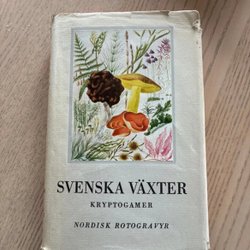 SVENSKA VÄXTER
KRYPTOGAMER
NORDISK ROTOGRAVYR